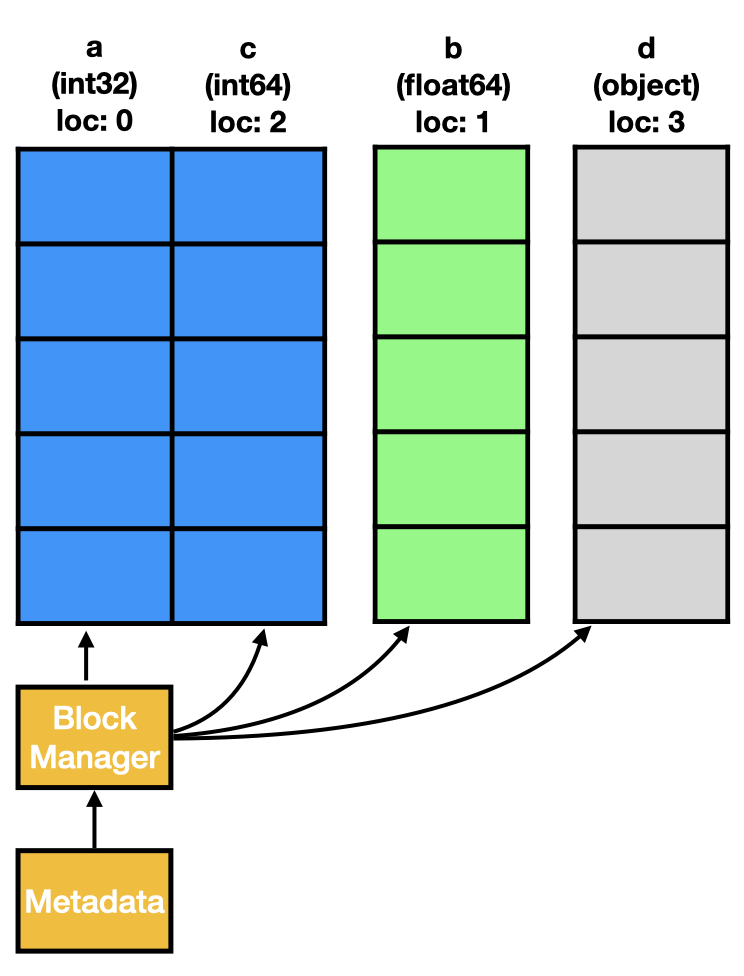 a
(int32)
loc: 0
c
(int64)
loc: 2
b
(float64)
loc: 1
d
(object)
loc: 3
Block
Manager
Metadata